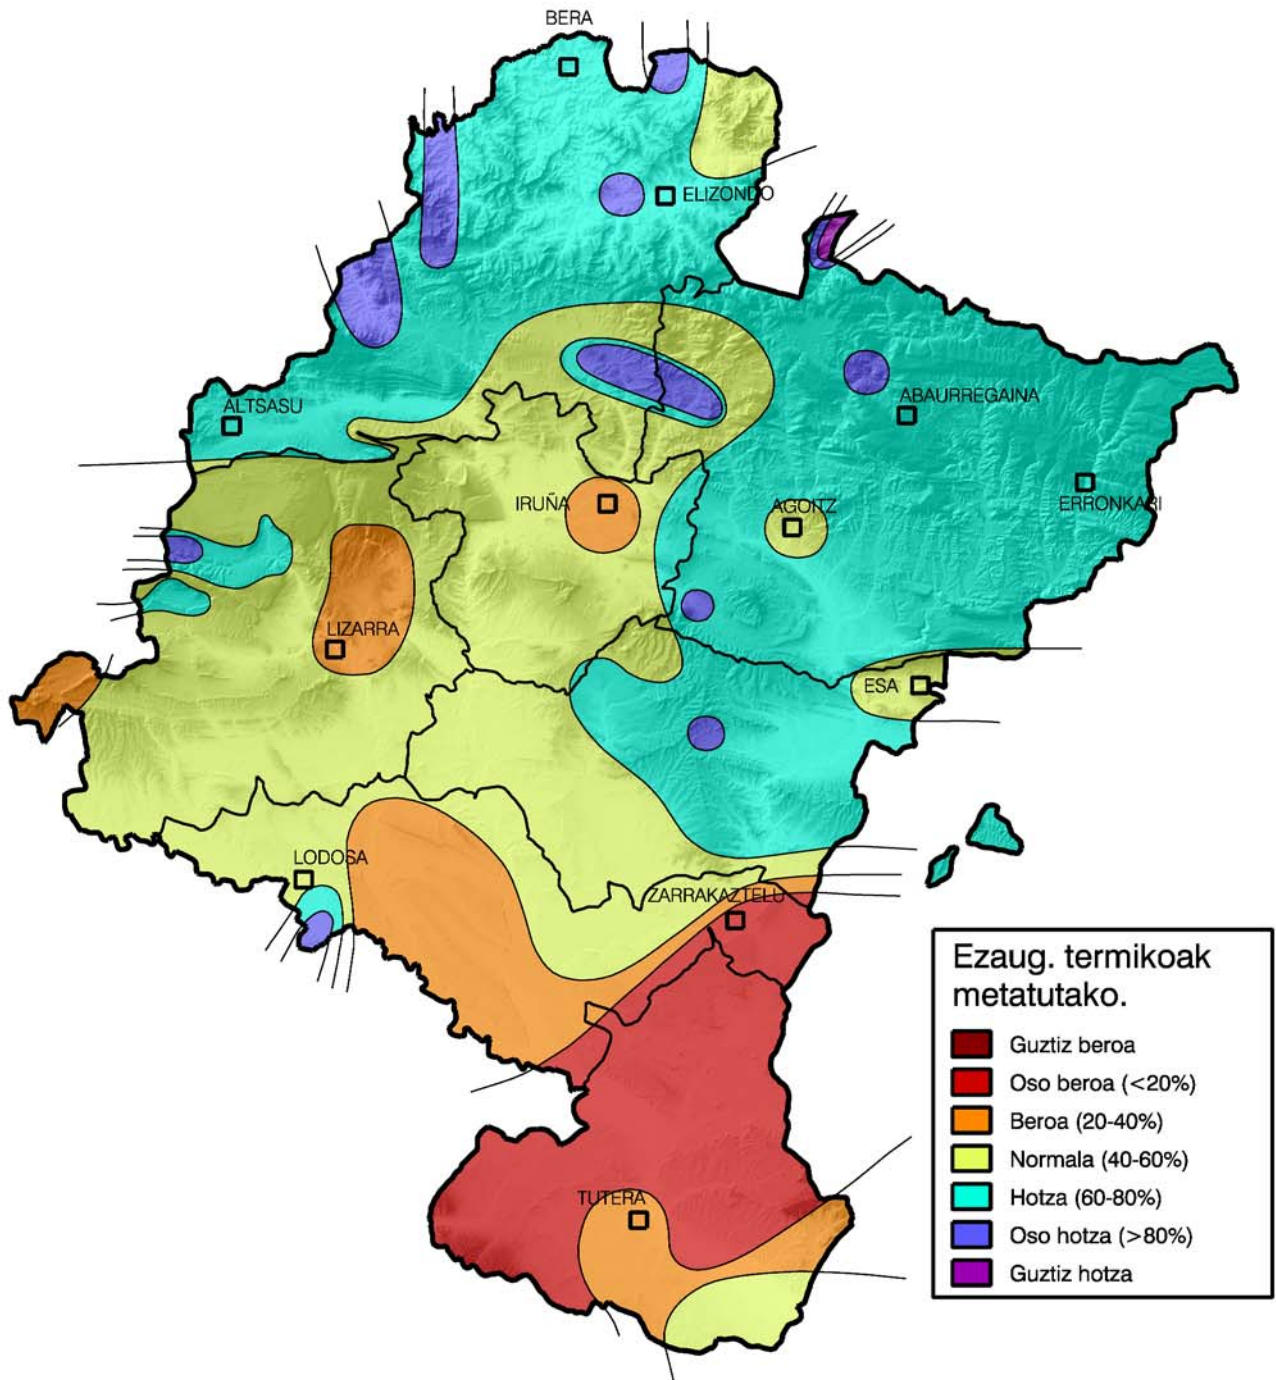 BERA
ELIZONDO
ALTSASU
ABAURREGAINA
IRUÑA
AGOITZ
ERRONKARI
LIZARRA
ESA
LODOSA
ZARRAKAZTELU
TUTERA
Ezaug. termikoak
metatutako.
Guztiz beroa
Oso beroa (<20%)
Beroa (20-40%)
Normala (40-60%)
Hotza (60-80%)
Oso hotza (>80%)
Guztiz hotza